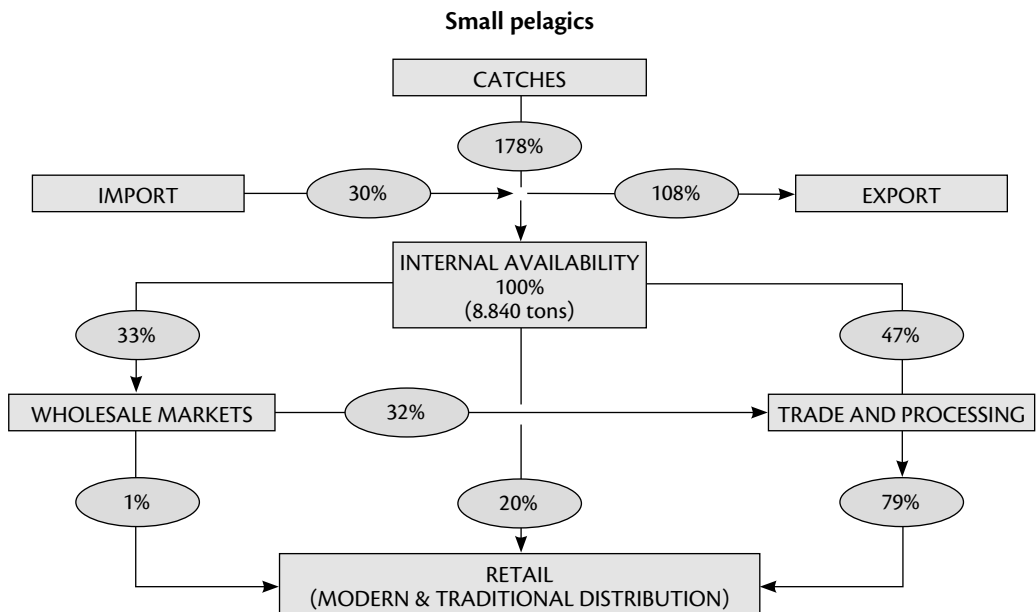 Small pelagics
CATCHES
178%
IMPORT
30%
108%
EXPORT
INTERNAL AVAILABILITY
100%
(8.840 tons)
33%
47%
WHOLESALE MARKETS
32%
TRADE AND PROCESSING
1%
20%
79%
RETAIL
(MODERN & TRADITIONAL DISTRIBUTION)